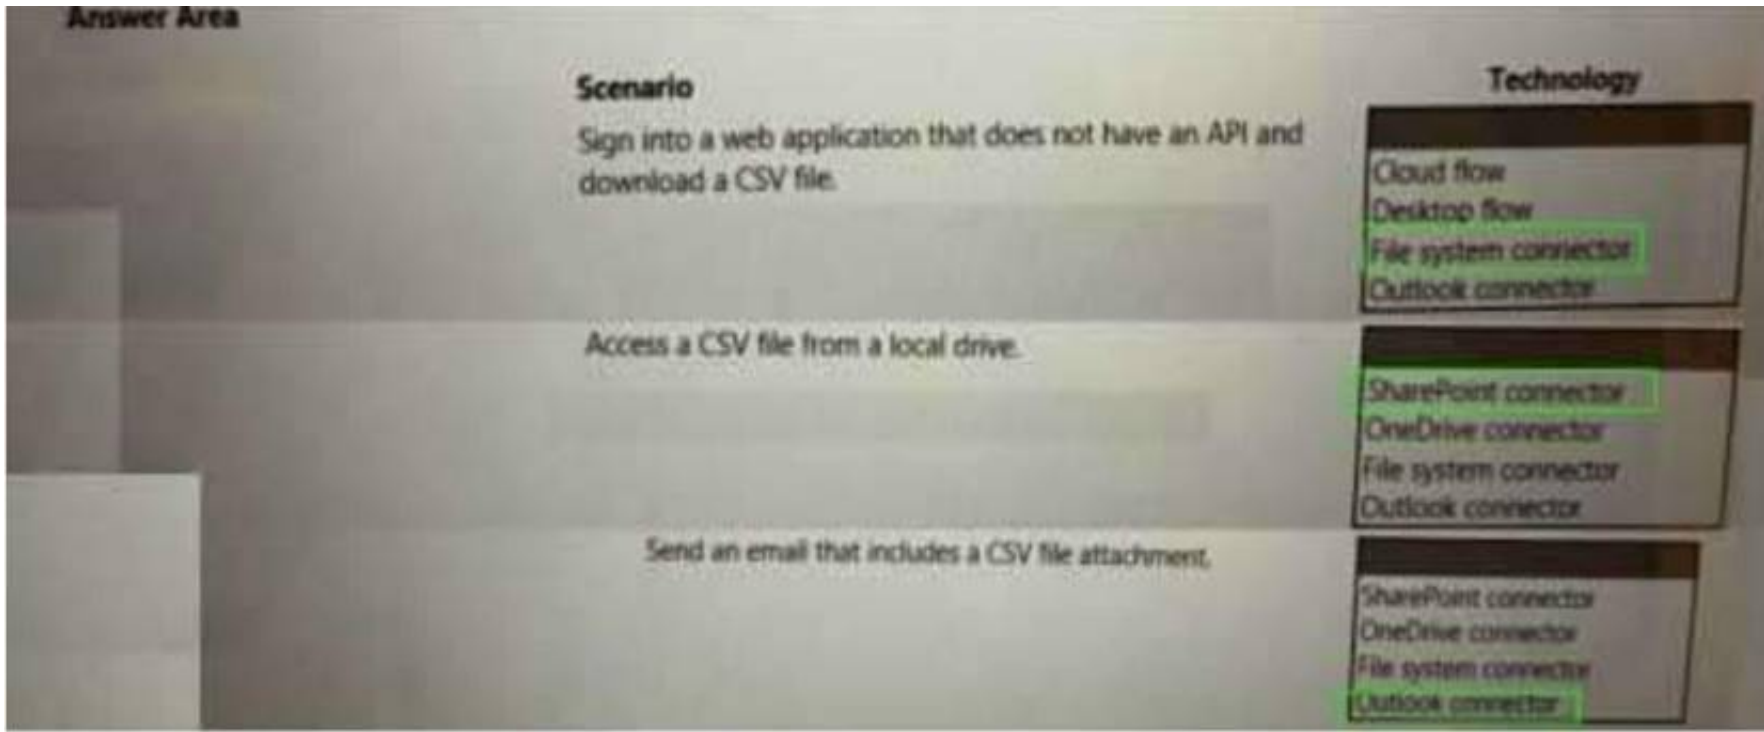 Answer Area
Scenario
Technology
Sign into a web application that does not have an API and
download a CSV file.
Cloud flow
Desktop flow
File system connector
Outlook connector
Access a CSV file from a local drive.
SharePoint connector
OneDrive connector
File system connector
Outlook connector
Send an email that includes a CSV file attachment.
SharePoint connector
OneDrive connector
File system connector
Outlook connector